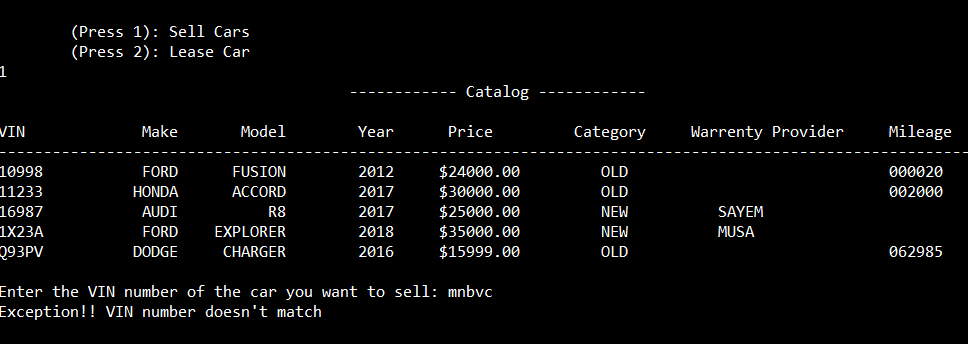 (Press 1): Sell Cars
(Press 2): Lease Car
1
------------ Catalog ------------
VIN Make Model Year Price Category Warrenty Provider Mileage
------------------------------------------------------------------------------------------------------------
10998 FORD FUSION 2012 $24000.00 OLD 000020
11233 HONDA ACCORD 2017 $30000.00 OLD 002000
16987 AUDI R8 2017 $25000.00 NEW SAYEM
1X23A FORD EXPLORER 2018 $35000.00 NEW MUSA
Q93PV DODGE CHARGER 2016 $15999.00 OLD 062985
Enter the VIN number of the car you want to sell: mnbvc
Exception!! VIN number doesn't match